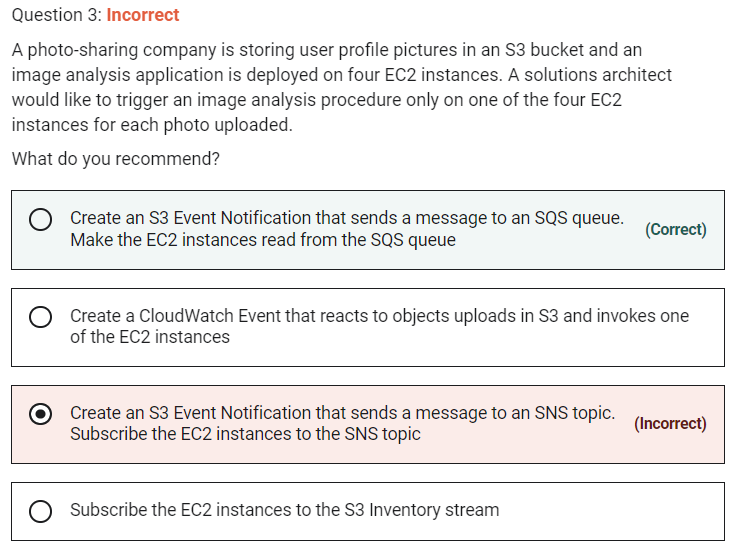 Question 3: Incorrect
A photo-sharing company is storing user profile pictures in an S3 bucket and an
image analysis application is deployed on four EC2 instances. A solutions architect
would like to trigger an image analysis procedure only on one of the four EC2
instances for each photo uploaded.
What do you recommend?
Create an S3 Event Notification that sends a message to an SQS queue.
Make the EC2 instances read from the SQS queue
(Correct)
Create a CloudWatch Event that reacts to objects uploads in S3 and invokes one
of the EC2 instances
Create an S3 Event Notification that sends a message to an SNS topic.
Subscribe the EC2 instances to the SNS topic
(Incorrect)
Subscribe the EC2 instances to the S3 Inventory stream